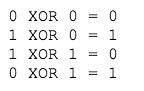 0 XOR 0 = 0
1 XOR 0 = 1
1 XOR 1 = 0
0 XOR 1 = 1